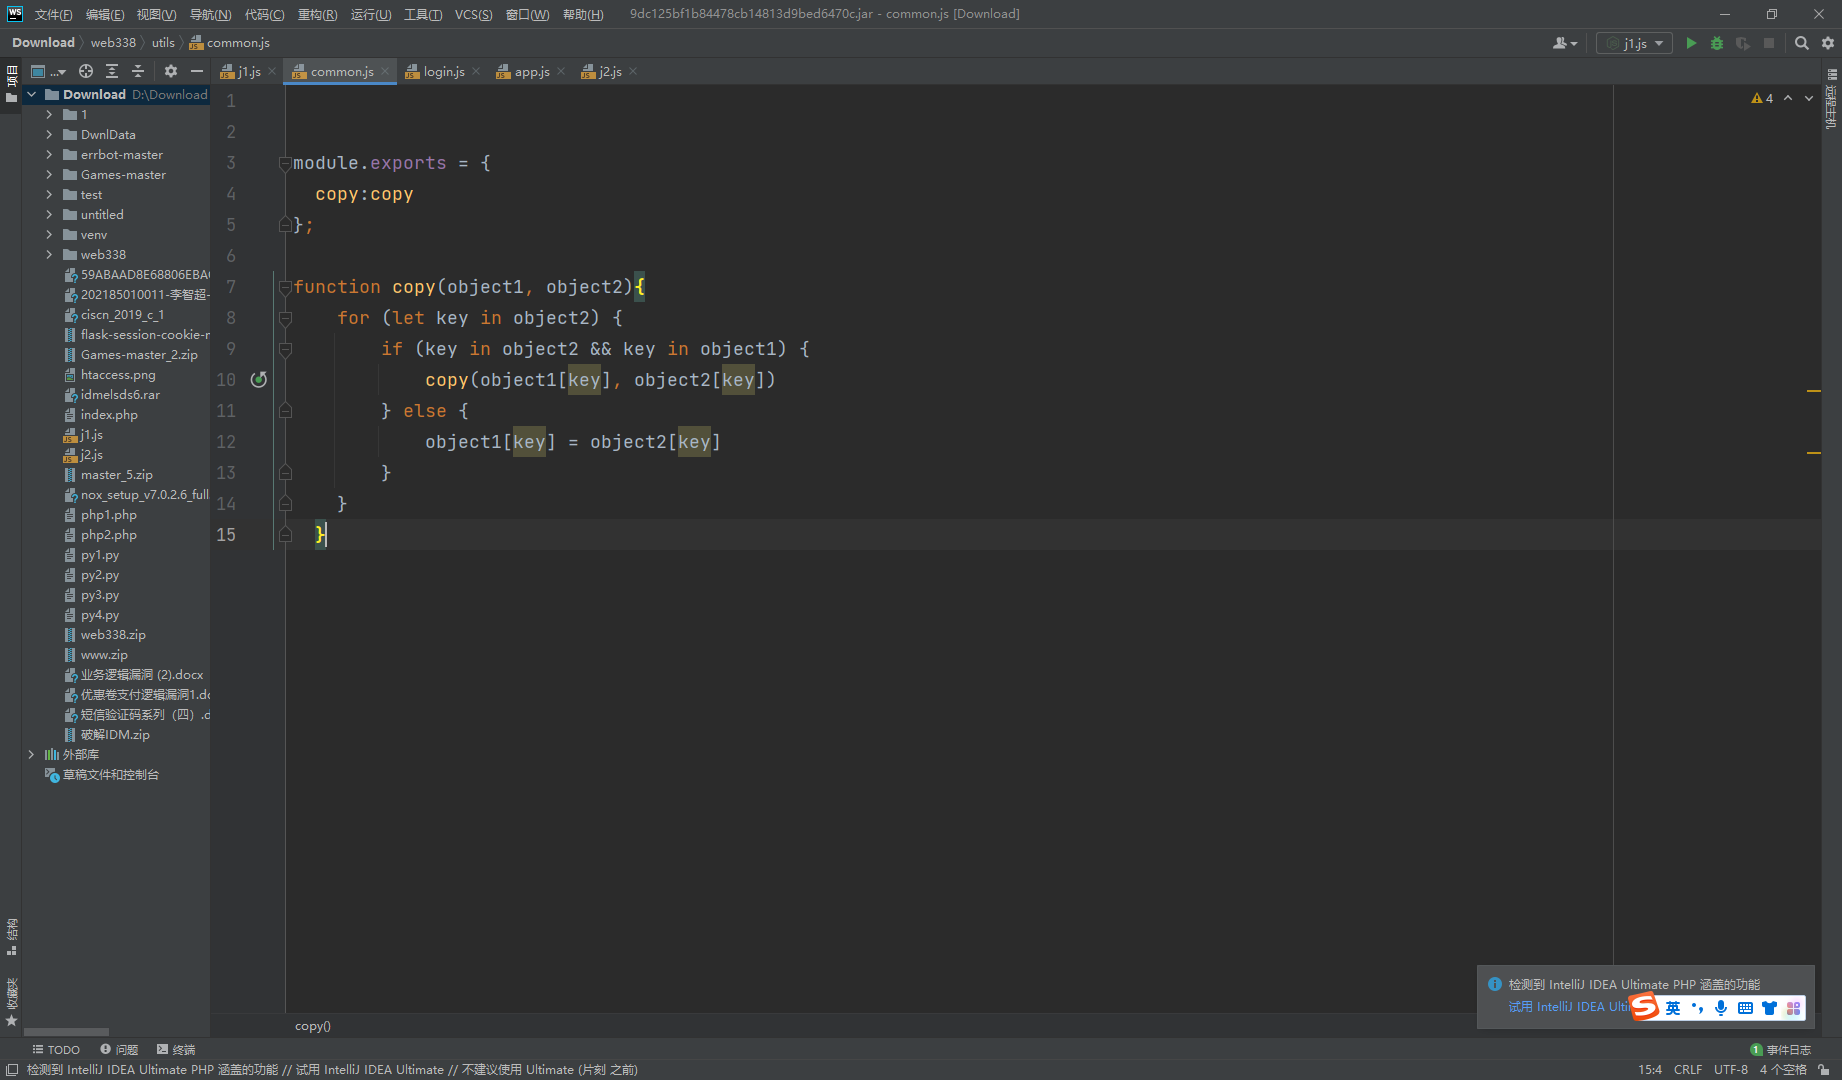 WS 文件(F) 编辑(E) 视图(V) 导航(N) 代码(C) 重构(R) 运行(U) 工具(T) VCS(S) 窗口(W) 帮助(H) 9dc125bf1b84478cb14813d9bed6470c.jar - common.js [Download]
Download web338 utils common.js j1.js
项目 ... j1.js common.js login.js app.js j2.js
远程主机
Download D:\Download
1
DwnlData
errbot-master
Games-master
test
untitled
venv
web338
59ABAAD8E68806EBA
202185010011-李智超-
ciscn_2019_c_1
flask-session-cookie-
Games-master_2.zip
htaccess.png
idmelsds6.rar
index.php
j1.js
j2.js
master_5.zip
nox_setup_v7.0.2.6_full
php1.php
php2.php
py1.py
py2.py
py3.py
py4.py
web338.zip
www.zip
业务逻辑漏洞 (2).docx
优惠卷支付逻辑漏洞1.d
短信验证码系列（四）.d
破解IDM.zip
外部库
草稿文件和控制台
结构
收藏夹
4
1
2
3 module.exports = {
4 copy:copy
5 };
6
7 function copy(object1, object2){
8 for (let key in object2) {
9 if (key in object2 && key in object1) {
10 copy(object1[key], object2[key])
11 } else {
12 object1[key] = object2[key]
13 }
14 }
15 }
copy()
检测到 IntelliJ IDEA Ultimate PHP 涵盖的功能
试用 IntelliJ IDEA
S 英
TODO 问题 终端 1 事件日志
检测到 IntelliJ IDEA Ultimate PHP 涵盖的功能 // 试用 IntelliJ IDEA Ultimate // 不建议使用 Ultimate (片刻 之前) 15:4 CRLF UTF-8 4 个空格